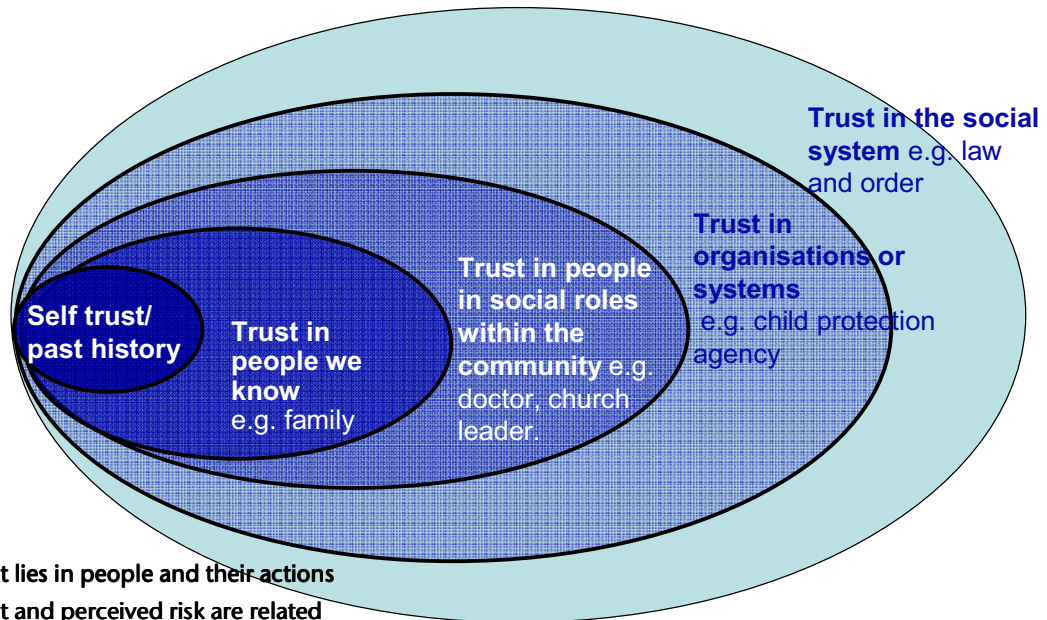 Trust in the social
system e.g. law
and order
Trust in
organisations or
systems
e.g. child protection
agency
Trust in people
in social roles
within the
community e.g.
doctor, church
leader.
Self trust/
past history
Trust in
people we
know
e.g. family
t lies in people and their actions
t and perceived risk are related